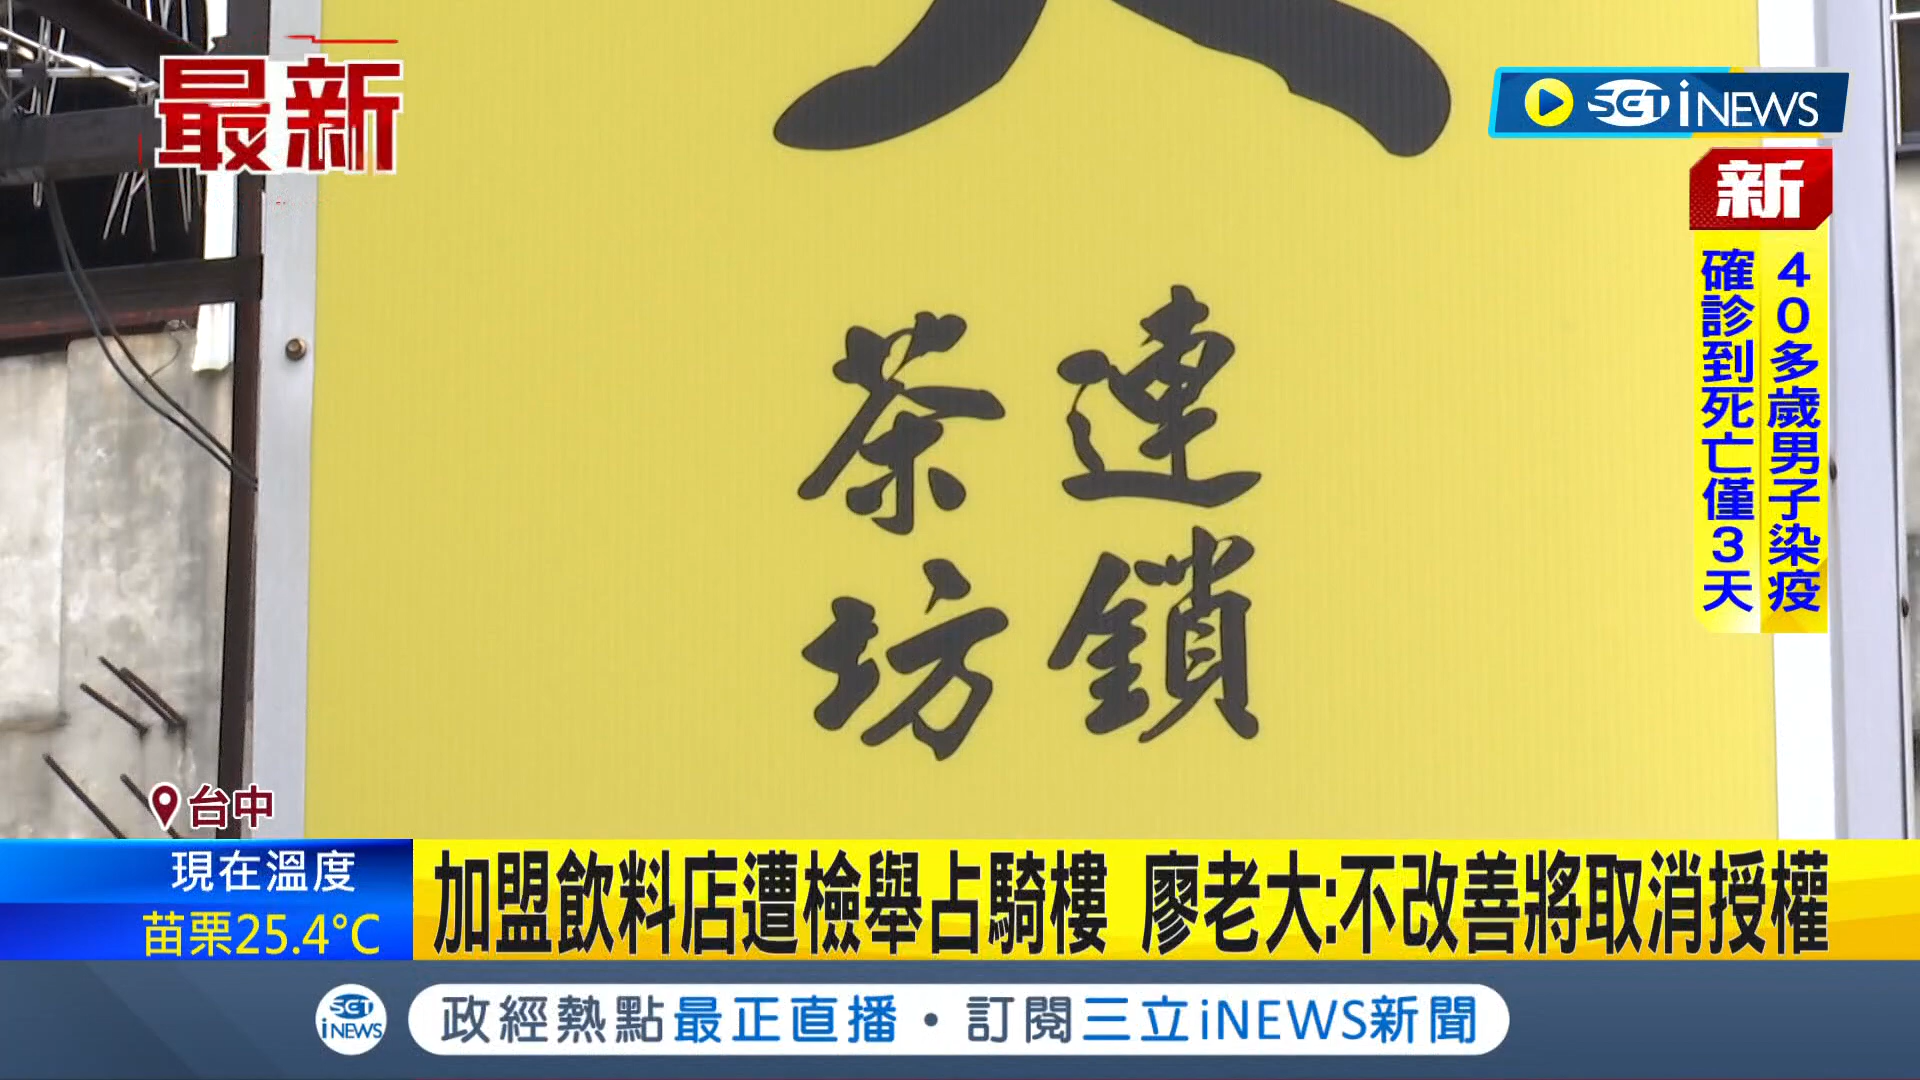 最新
SET iNEWS
新
40多歲男子染疫
確診到死亡僅3天
連鎖
茶坊
台中
現在溫度
苗栗25.4°C
加盟飲料店遭檢舉占騎樓 廖老大:不改善將取消授權
SET iNEWS
政經熱點最正直播・訂閱三立iNEWS新聞